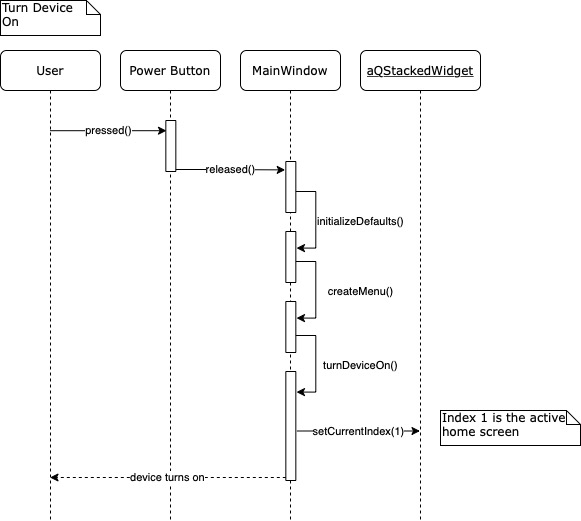 Turn Device
On
User
Power Button
MainWindow
aQStackedWidget
pressed()
released()
initializeDefaults()
createMenu()
turnDeviceOn()
setCurrentIndex(1)
Index 1 is the active
home screen
device turns on